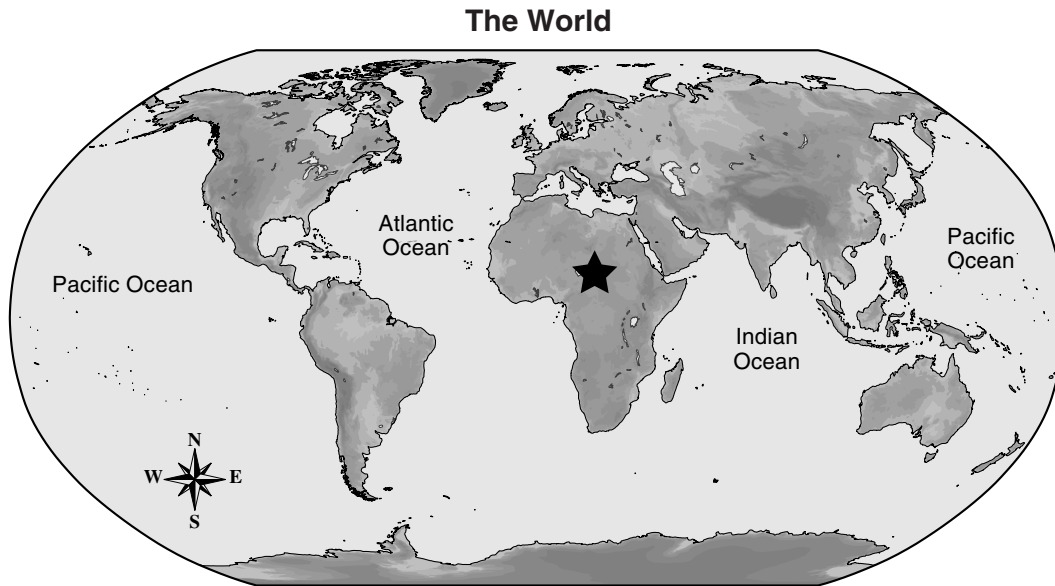 The World
Atlantic
Ocean
Pacific
Ocean
Pacific Ocean
Indian
Ocean
N
W
E
S